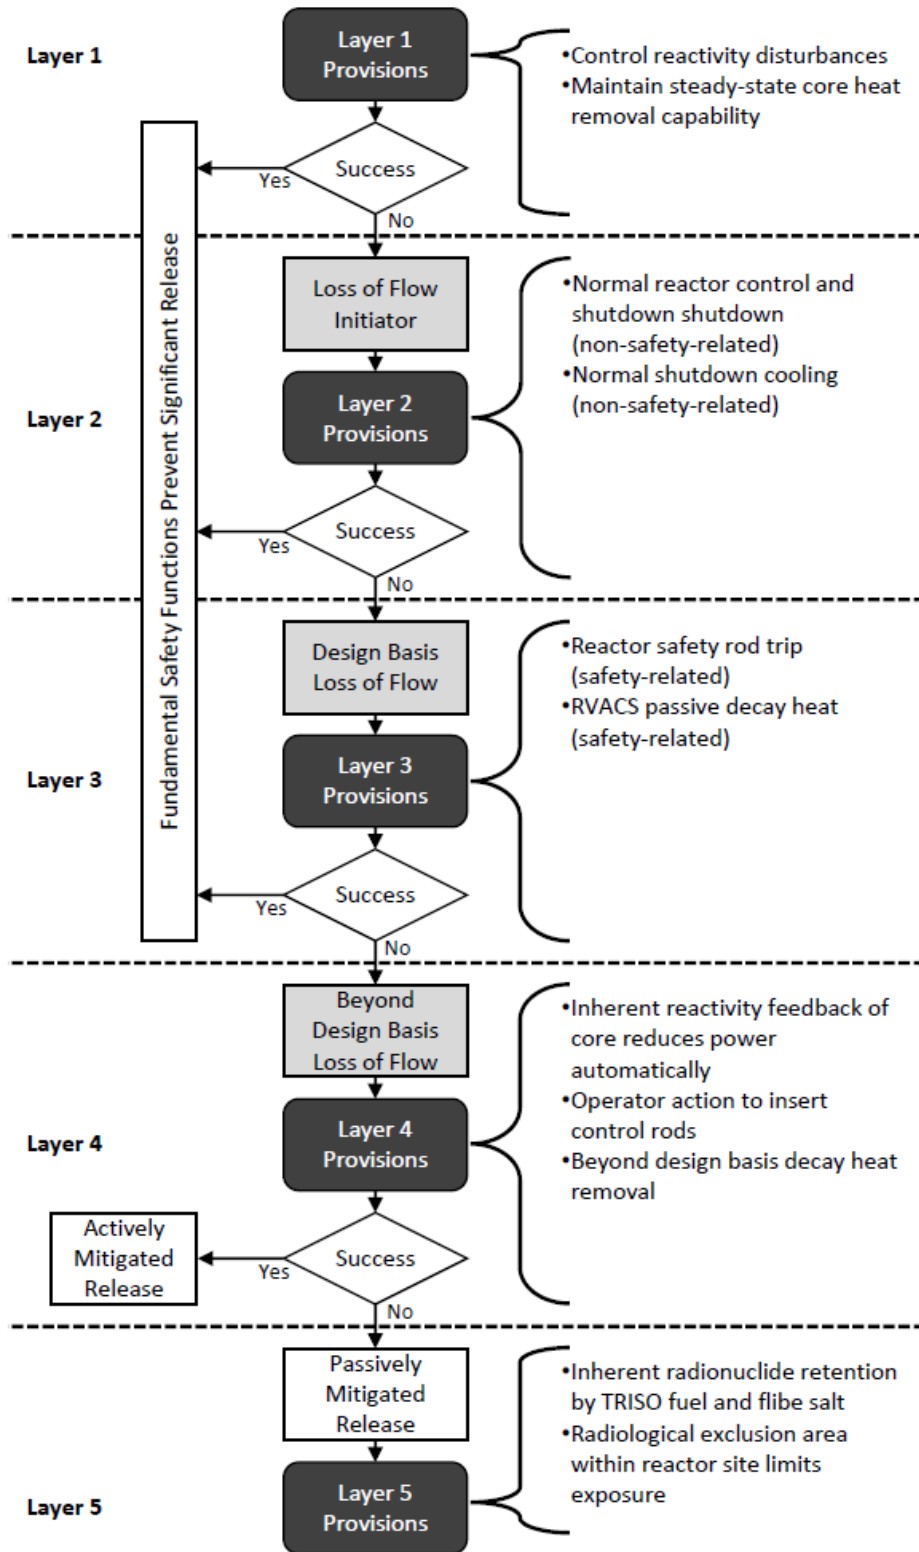 Layer 1
Layer 1
Provisions
•Control reactivity disturbances
•Maintain steady-state core heat
removal capability
Success
Yes
No
Fundamental Safety Functions Prevent Significant Release
Loss of Flow
Initiator
Layer 2
Layer 2
Provisions
•Normal reactor control and
shutdown shutdown
(non-safety-related)
•Normal shutdown cooling
(non-safety-related)
Success
Yes
No
Design Basis
Loss of Flow
Layer 3
Layer 3
Provisions
•Reactor safety rod trip
(safety-related)
•RVACS passive decay heat
(safety-related)
Success
Yes
No
Beyond
Design Basis
Loss of Flow
Layer 4
Layer 4
Provisions
•Inherent reactivity feedback of
core reduces power
automatically
•Operator action to insert
control rods
•Beyond design basis decay heat
removal
Success
Yes
Actively
Mitigated
Release
No
Passively
Mitigated
Release
Layer 5
Layer 5
Provisions
•Inherent radionuclide retention
by TRISO fuel and flibe salt
•Radiological exclusion area
within reactor site limits
exposure